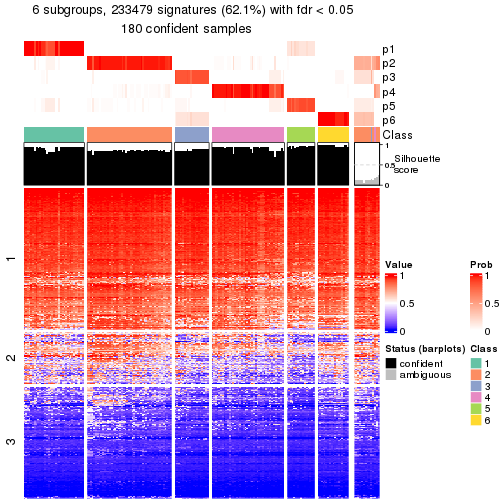 6 subgroups, 233479 signatures (62.1%) with fdr < 0.05
180 confident samples
p1
p2
p3
p4
p5
p6
Class
1
0.5
0
Silhouette
score
1
2
3
Value
1
0.5
0
Prob
1
0.5
0
Status (barplots)
confident
ambiguous
Class
1
2
3
4
5
6